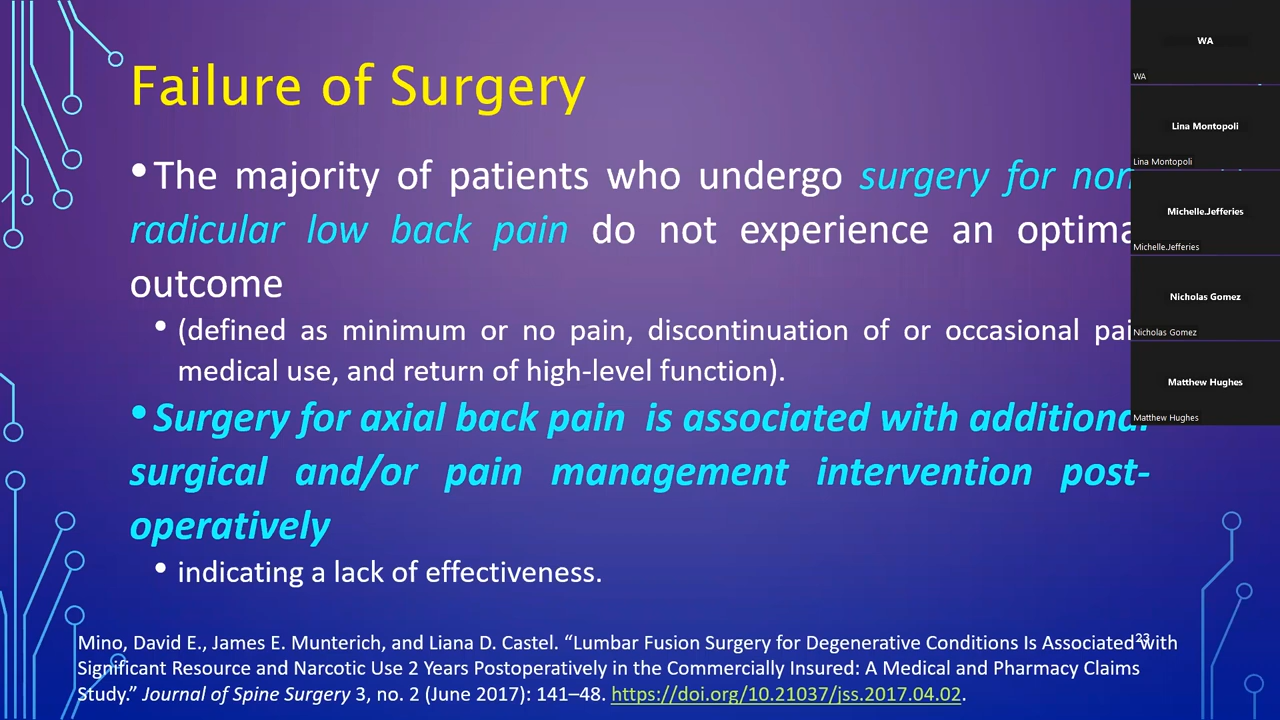 Failure of Surgery
•The majority of patients who undergo surgery for non
radicular low back pain do not experience an optima
outcome
• (defined as minimum or no pain, discontinuation of or occasional pai
medical use, and return of high-level function).
•Surgery for axial back pain is associated with additional
surgical and/or pain management intervention post-
operatively
• indicating a lack of effectiveness.
23
Mino, David E., James E. Munterich, and Liana D. Castel. “Lumbar Fusion Surgery for Degenerative Conditions Is Associated with
Significant Resource and Narcotic Use 2 Years Postoperatively in the Commercially Insured: A Medical and Pharmacy Claims
Study.” Journal of Spine Surgery 3, no. 2 (June 2017): 141–48. https://doi.org/10.21037/jss.2017.04.02.
WA
WA
Lina Montopoli
Lina Montopoli
Michelle.Jefferies
Michelle.Jefferies
Nicholas Gomez
Nicholas Gomez
Matthew Hughes
Matthew Hughes